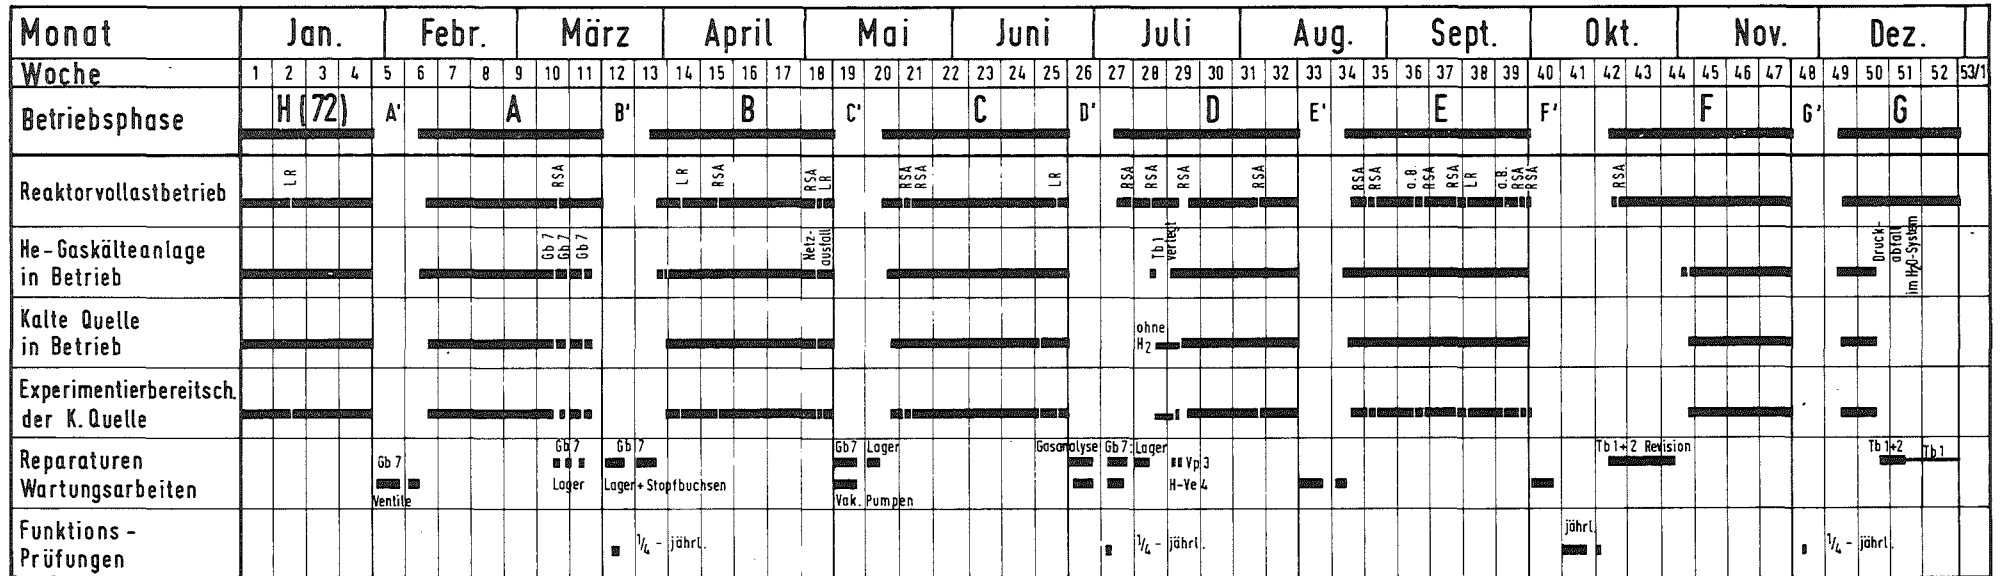 Monat Jan. Febr. März April Mai Juni Juli Aug. Sept. Okt. Nov. Dez.
Woche 1 2 3 4 5 6 7 8 9 10 11 12 13 14 15 16 17 18 19 20 21 22 23 24 25 26 27 28 29 30 31 32 33 34 35 36 37 38 39 40 41 42 43 44 45 46 47 48 49 50 51 52 53/1
Betriebsphase H(72) A' A B' B C' C D' D E' E F' F G' G
Reaktorvollastbetrieb LR RSA LR RSA RSA LR RSA RSA LR RSA RSA RSA RSA RSA RSA a.B. RSA RSA LR a.B. RSA RSA RSA
He-Gaskälteanlage
in Betrieb
Gb 7 Gb 7 Gb 7
Netz-
ausfall
Tb 1
verlegt
Druck-
abfall
im H2O-System
Kalte Quelle
in Betrieb
ohne
H2
Experimentierbereitsch.
der K. Quelle
Reparaturen
Wartungsarbeiten
Gb 7
Ventile
Gb 7
Lager
Gb 7
Lager + Stopfbuchsen
Gb 7 Lager
Vak. Pumpen
Gasanalyse Gb 7: Lager
Vp 3
H-Ve 4
Tb 1 + 2 Revision
Tb 1+2 Tb 1
Funktions-
Prüfungen
1/4 - jährl.
1/4 - jährl.
jährl.
1/4 - jährl.